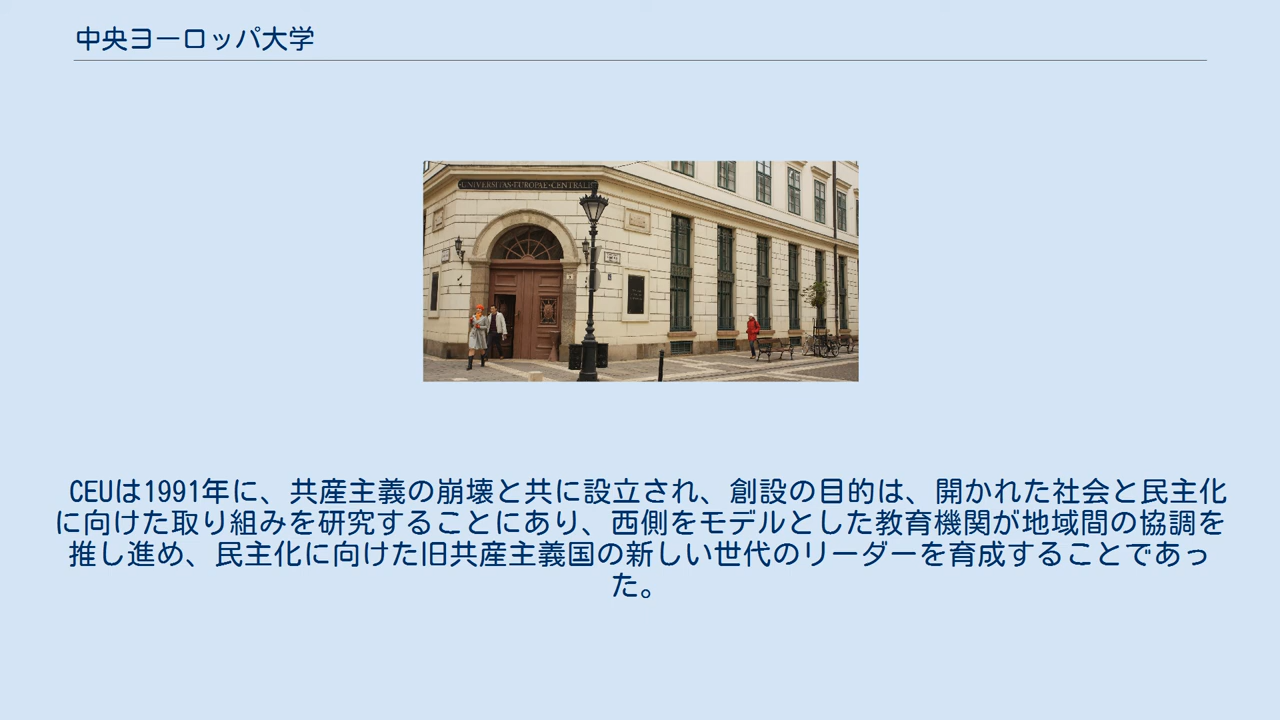 中央ヨーロッパ大学
UNIVERSITAS·EUROPAE·CENTRALIS
CEUは1991年に、共産主義の崩壊と共に設立され、創設の目的は、開かれた社会と民主化
に向けた取り組みを研究することにあり、西側をモデルとした教育機関が地域間の協調を
推し進め、民主化に向けた旧共産主義国の新しい世代のリーダーを育成することであっ
た。